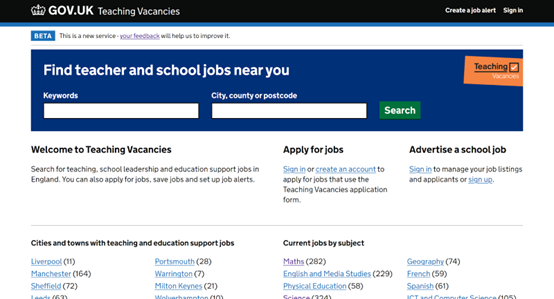 GOV.UK Teaching Vacancies
Create a job alert Sign in
BETA This is a new service - your feedback will help us to improve it.
Find teacher and school jobs near you
Teaching
Vacancies
Keywords
City, county or postcode
Search
Welcome to Teaching Vacancies
Search for teaching, school leadership and education support jobs in
England. You can also apply for jobs, save jobs and set up job alerts.
Apply for jobs
Sign in or create an account to
apply for jobs that use the
Teaching Vacancies application
form.
Advertise a school job
Sign in to manage your job listings
and applicants or sign up.
Cities and towns with teaching and education support jobs
Liverpool (11)
Manchester (164)
Sheffield (72)
Leeds (63)
Portsmouth (28)
Warrington (7)
Milton Keynes (21)
Wolverhampton (10)
Current jobs by subject
Maths (282)
English and Media Studies (229)
Physical Education (58)
Science (324)
Geography (74)
French (59)
Spanish (61)
ICT and Computer Science (105)